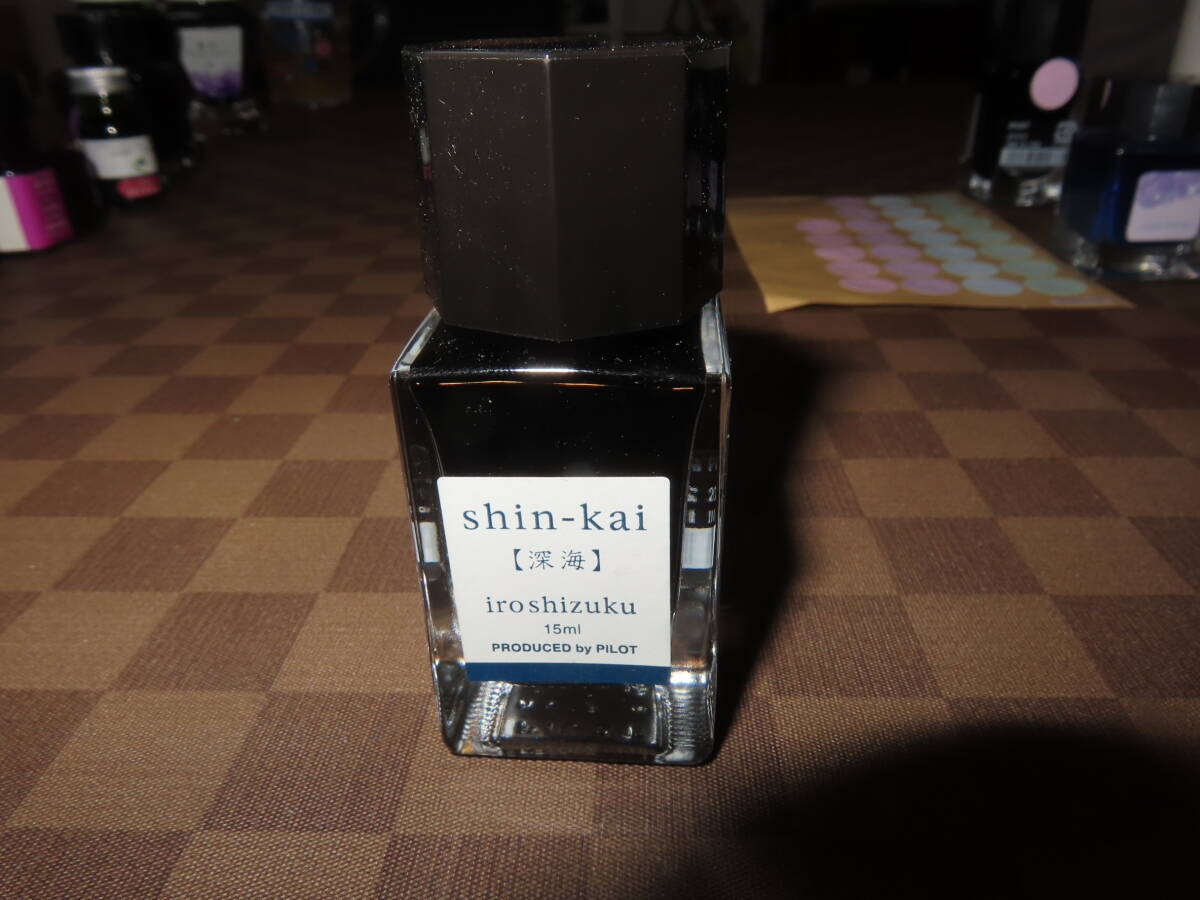 shin-kai
【深海】
iroshizuku
15ml
PRODUCED by PILOT